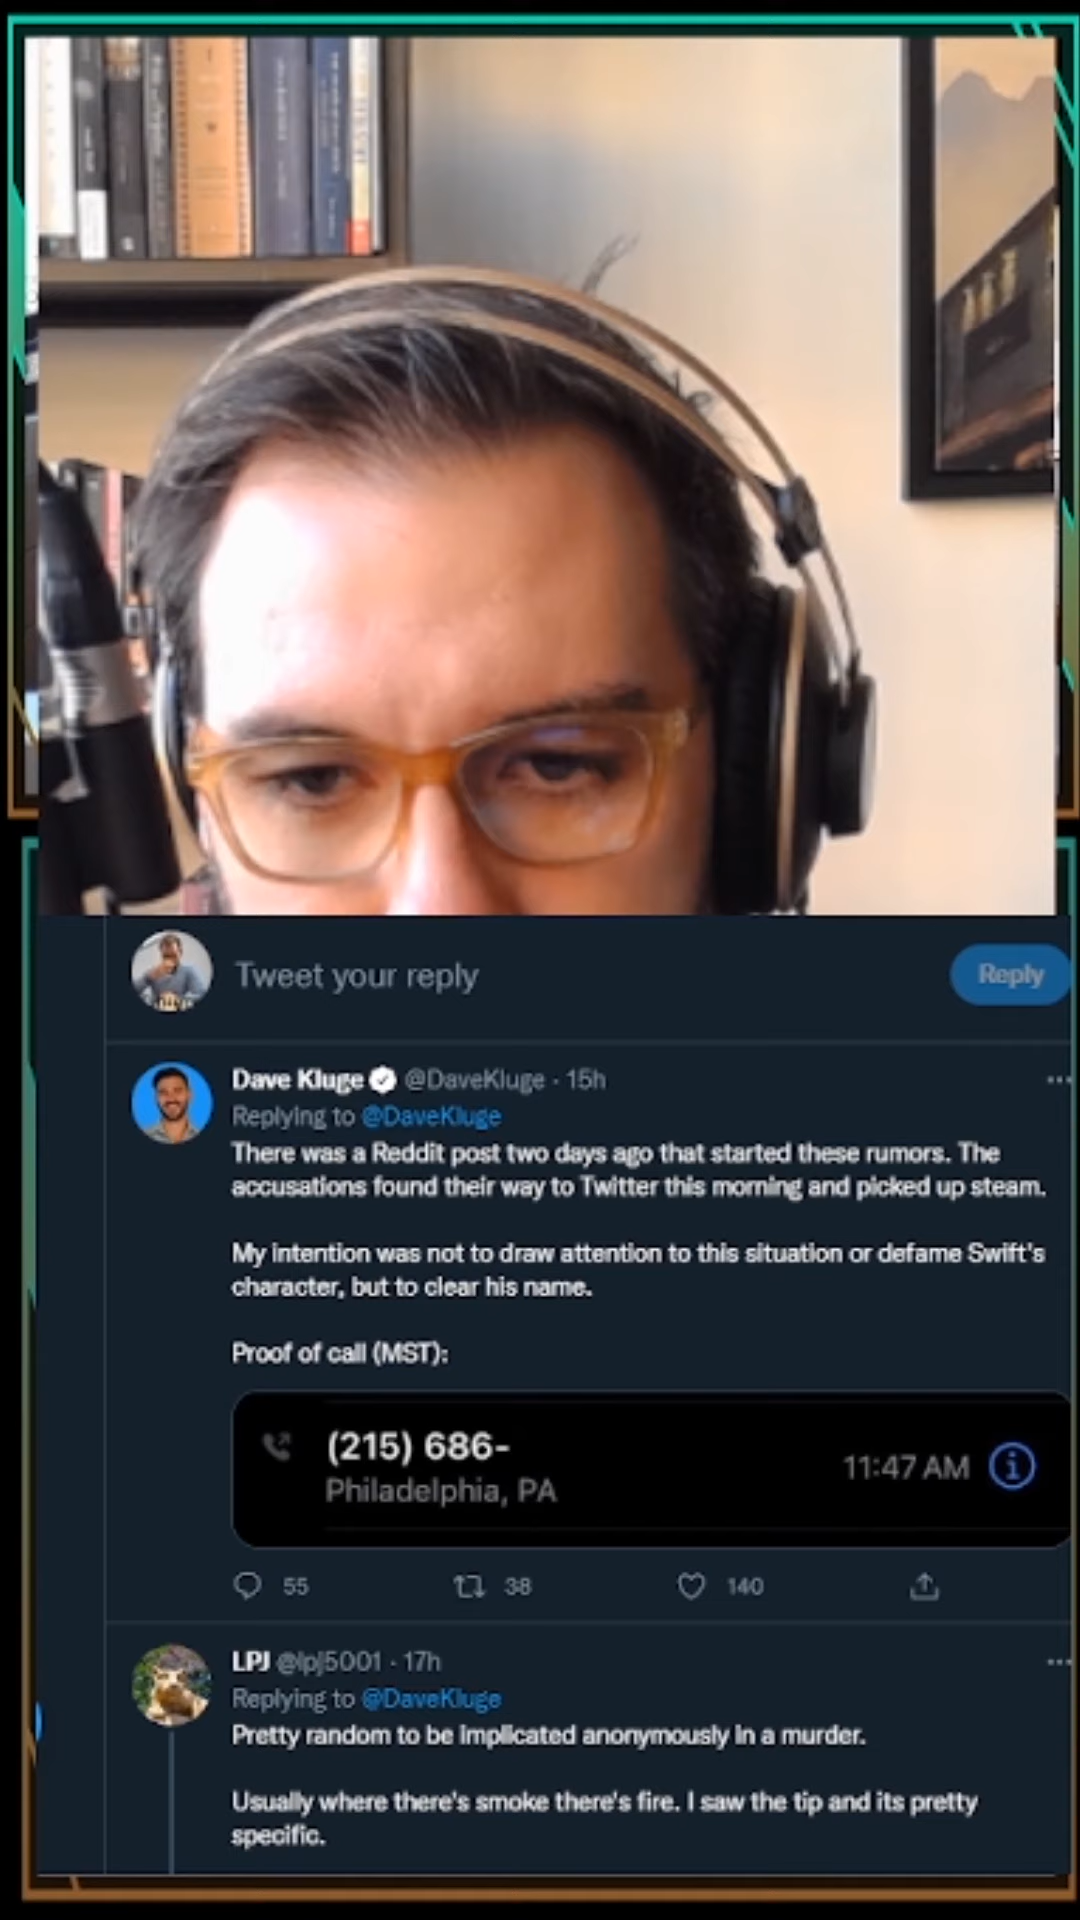 Tweet your reply
Reply
Dave Kluge @DaveKluge · 15h
Replying to @DaveKluge
There was a Reddit post two days ago that started these rumors. The
accusations found their way to Twitter this morning and picked up steam.
My intention was not to draw attention to this situation or defame Swift's
character, but to clear his name.
Proof of call (MST):
(215) 686-
Philadelphia, PA
11:47 AM
55
38
140
LPJ @lpj5001 · 17h
Replying to @DaveKluge
Pretty random to be implicated anonymously in a murder.
Usually where there's smoke there's fire. I saw the tip and its pretty
specific.